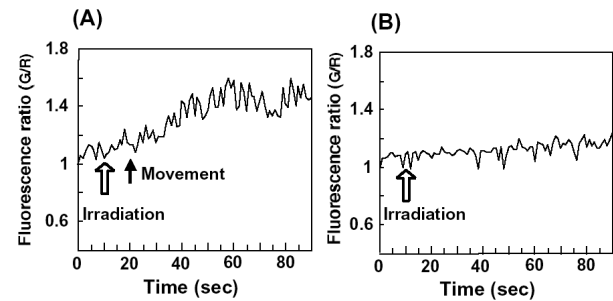 (A)
Fluorescence ratio (G/R)
1.8
1.4
1
0.6
Movement
Irradiation
0 20 40 60 80
Time (sec)
(B)
Fluorescence ratio (G/R)
1.8
1.4
1
0.6
Irradiation
0 20 40 60 80
Time (sec)